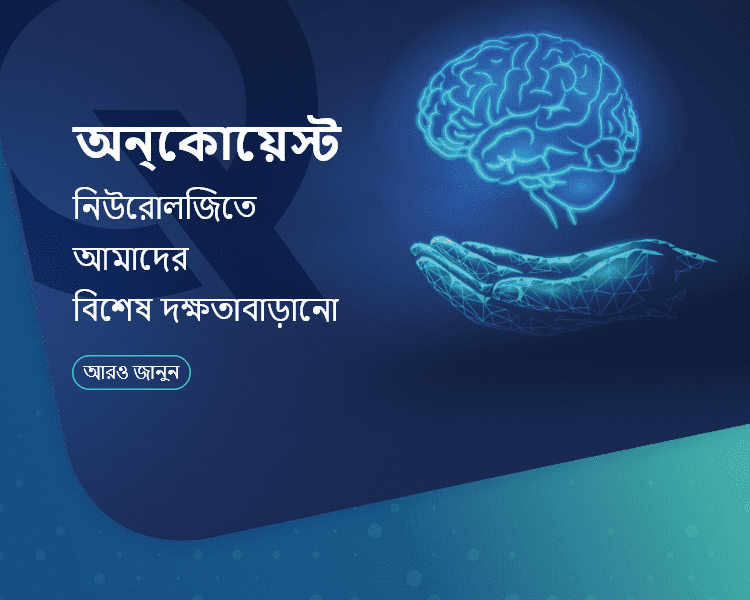 অন্‌কোয়েস্ট
নিউরোলজিতে
আমাদের
বিশেষ দক্ষতাবাড়ানো
আরও জানুন